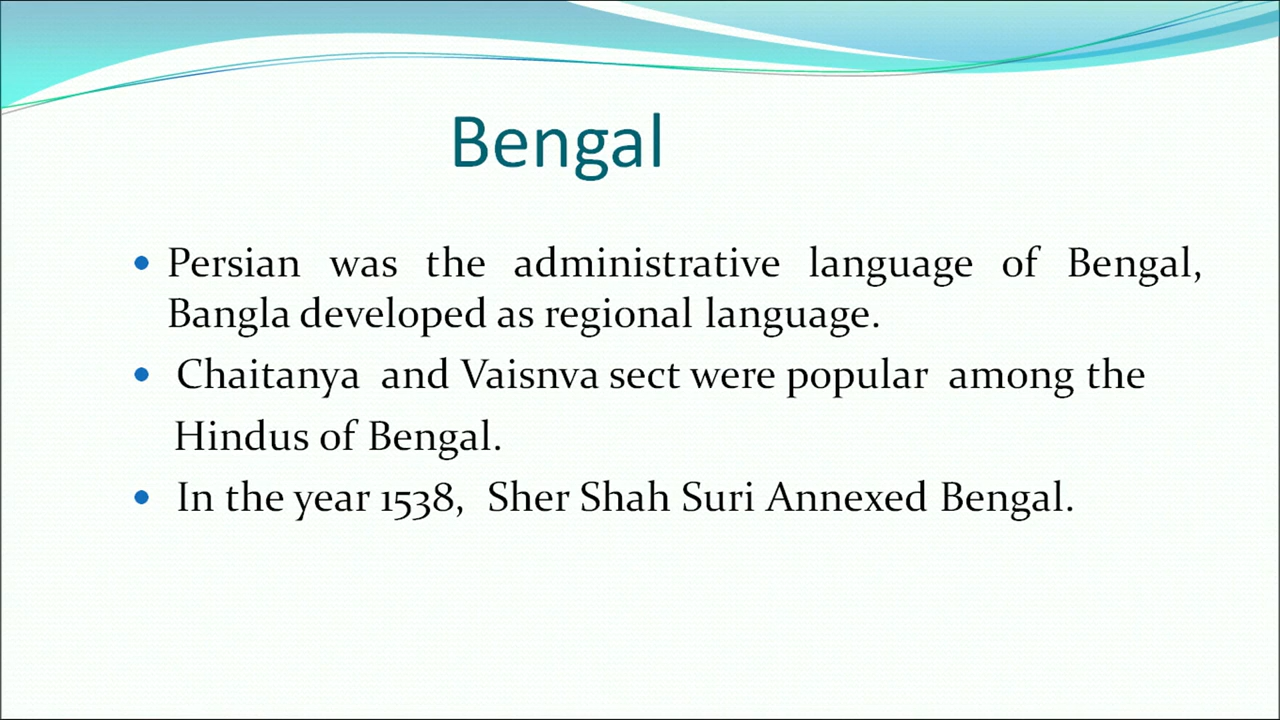 Bengal
• Persian was the administrative language of Bengal,
Bangla developed as regional language.
• Chaitanya and Vaisnva sect were popular among the
Hindus of Bengal.
• In the year 1538, Sher Shah Suri Annexed Bengal.